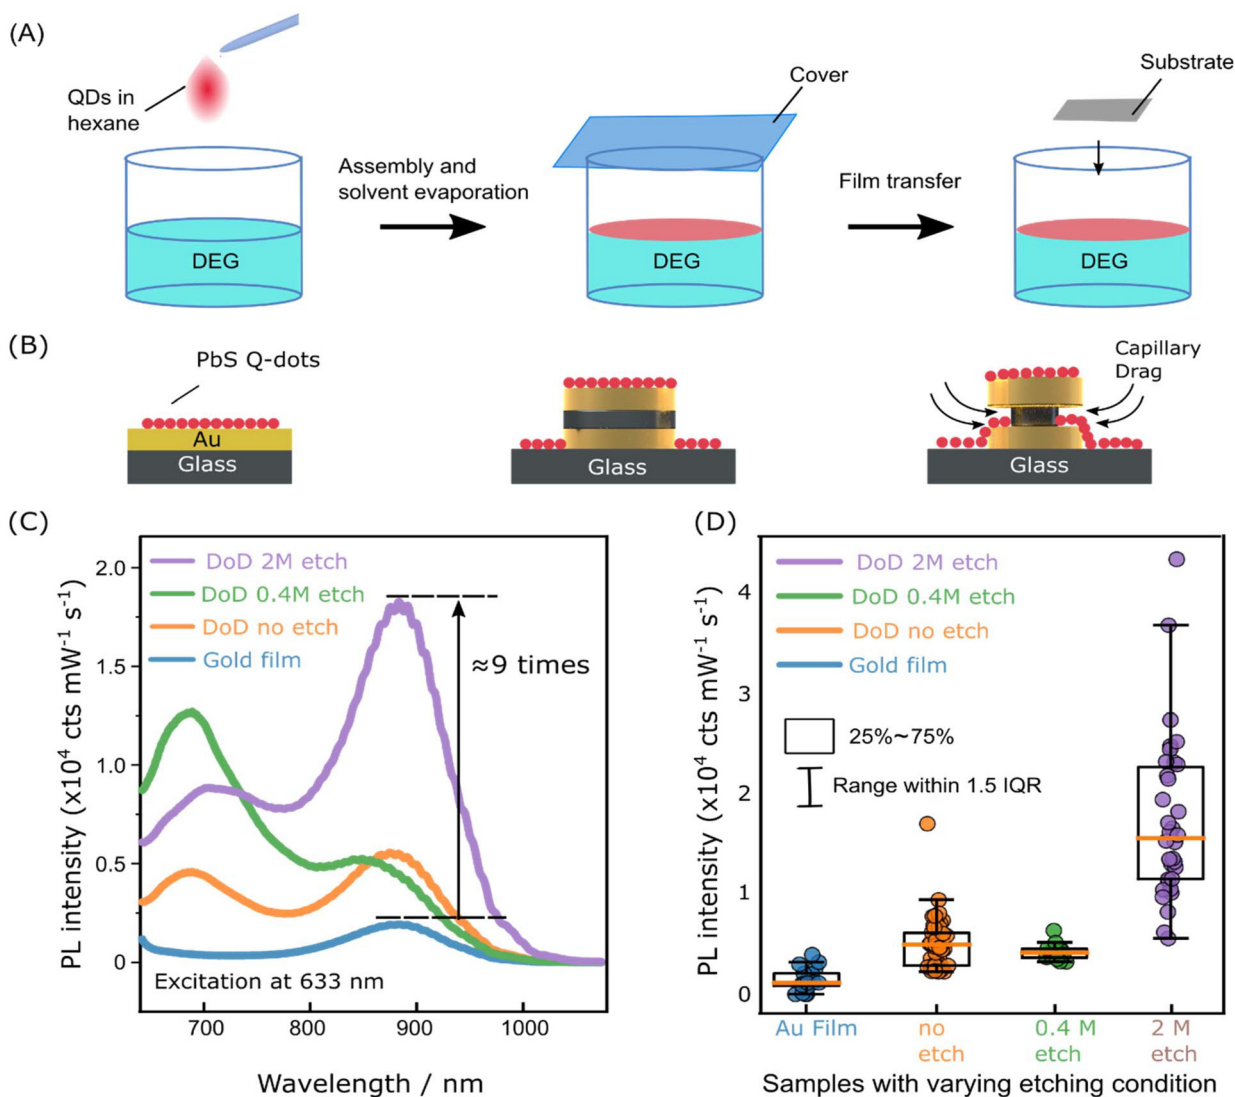 (A)
QDs in
hexane
DEG
Assembly and
solvent evaporation
Cover
DEG
Film transfer
Substrate
DEG
(B)
PbS Q-dots
Au
Glass
Glass
Capillary
Drag
Glass
(C)
PL intensity (x10⁴ cts mW⁻¹ s⁻¹)
2.0
1.5
1.0
0.5
0
DoD 2M etch
DoD 0.4M etch
DoD no etch
Gold film
≈9 times
Excitation at 633 nm
700
800
900
1000
Wavelength / nm
(D)
PL intensity (x10⁴ cts mW⁻¹ s⁻¹)
4
3
2
1
0
DoD 2M etch
DoD 0.4M etch
DoD no etch
Gold film
25%~75%
Range within 1.5 IQR
Au Film
no
etch
0.4 M
etch
2 M
etch
Samples with varying etching condition